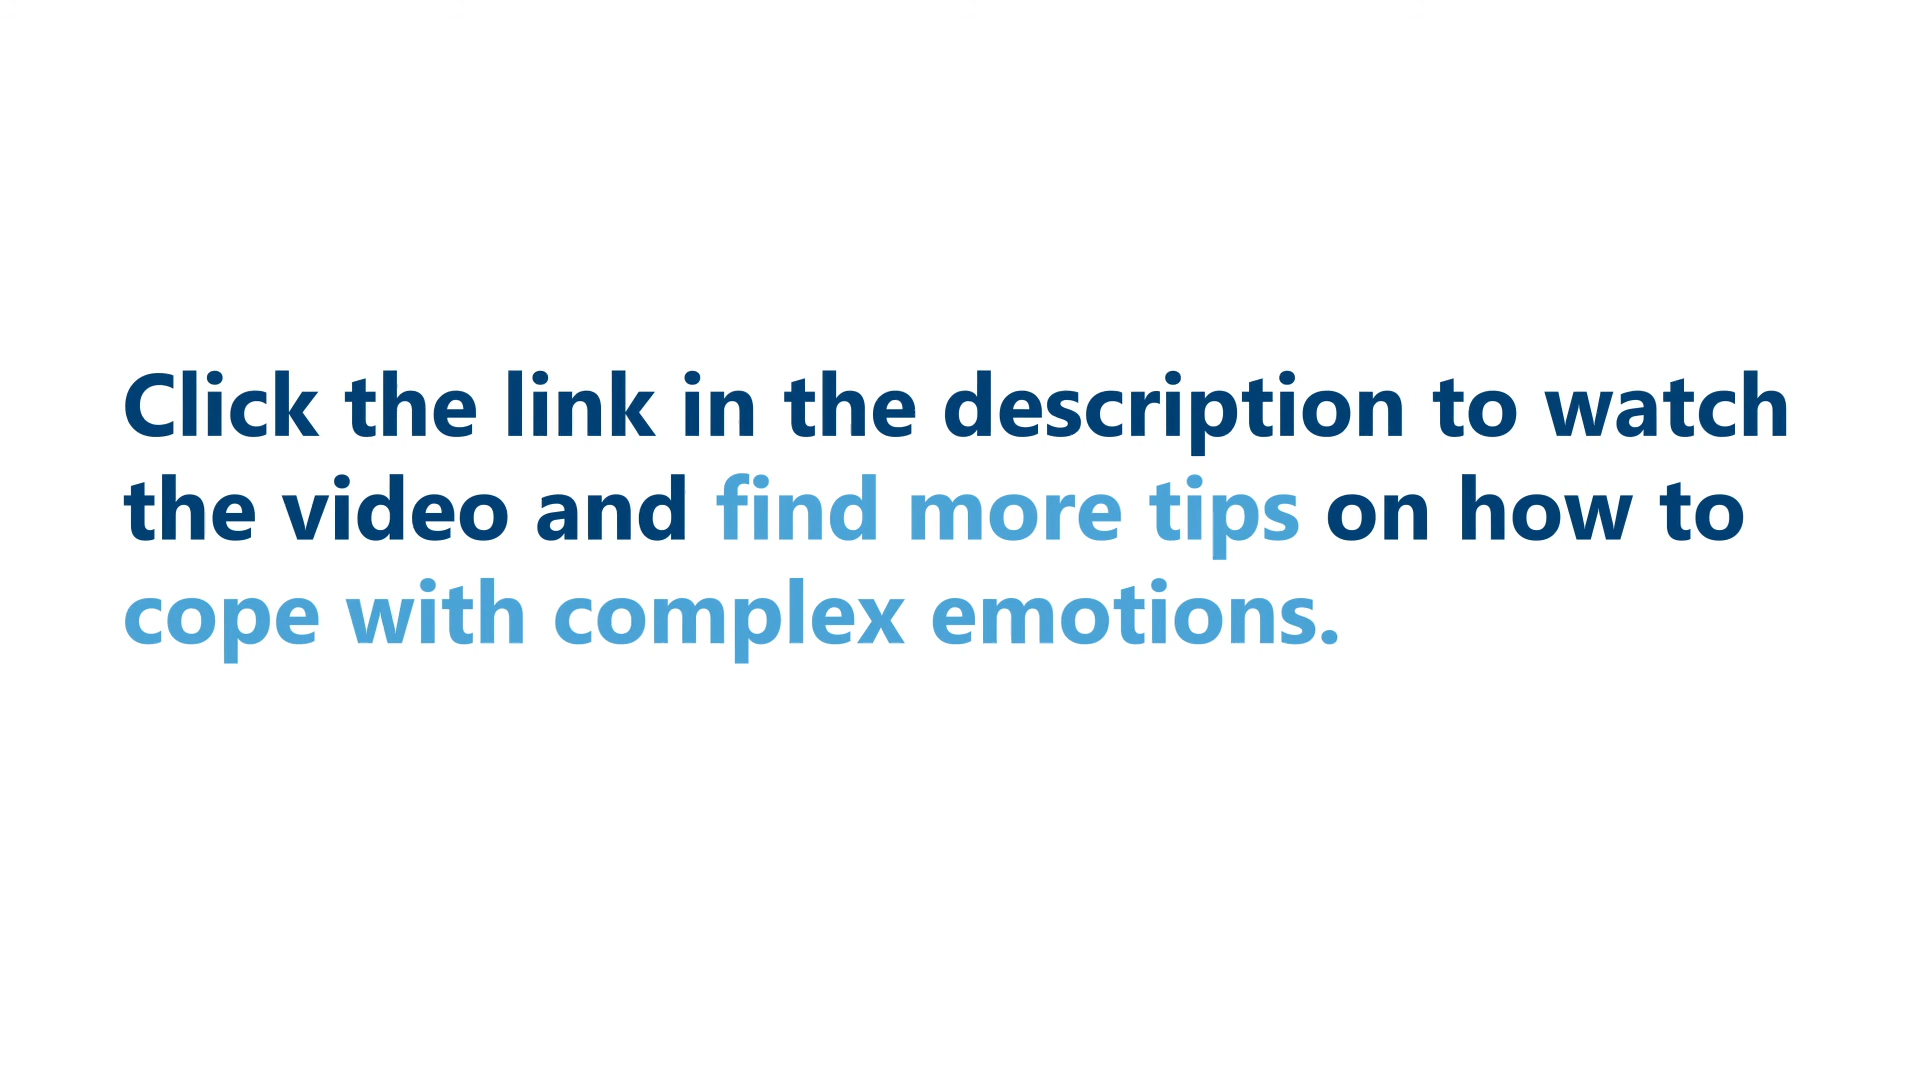 Click the link in the description to watch
the video and find more tips on how to
cope with complex emotions.